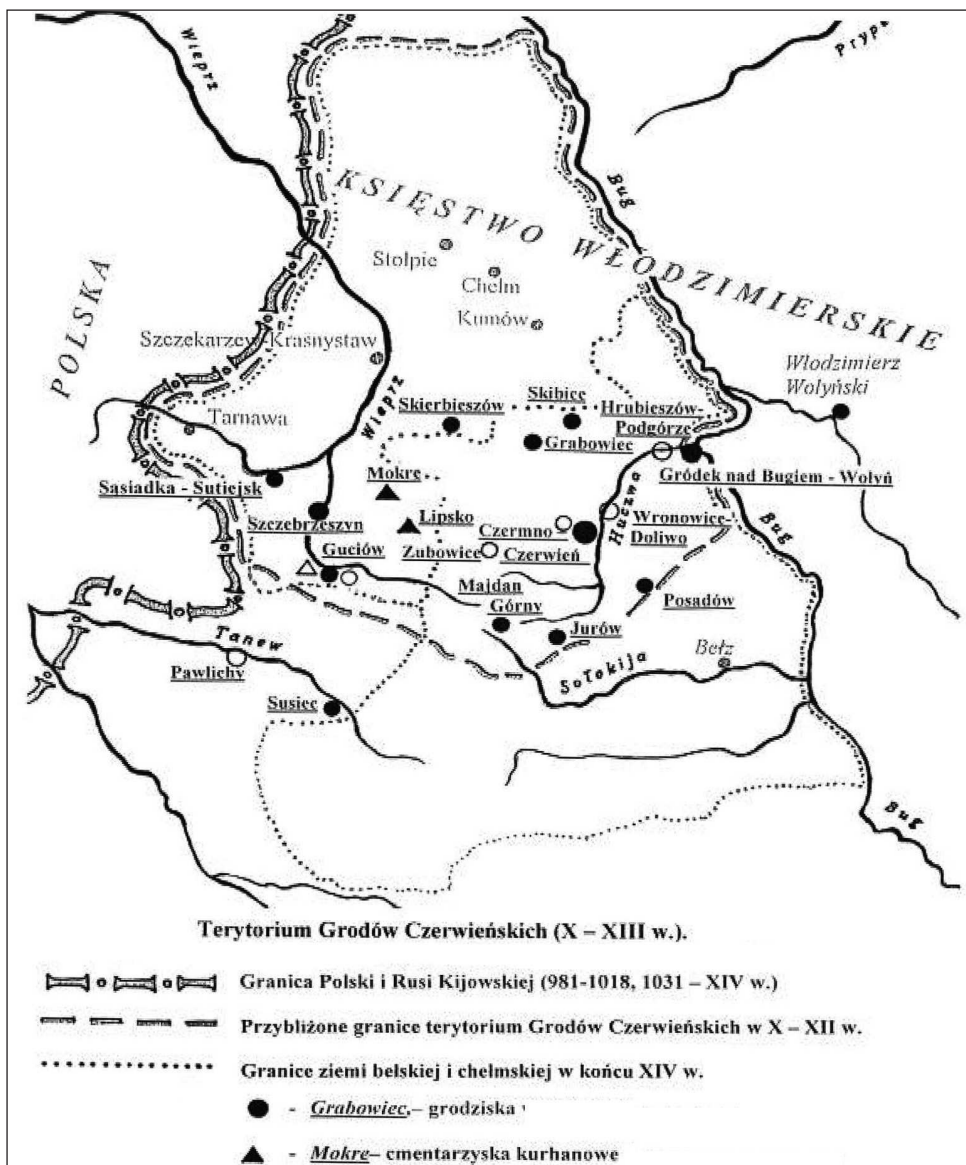 Wieprz
Bug
KSIĘSTWO WŁÓDZIMIERSKIE
POLSKA
Stołpie
Chełm
Kumów
Szczekarzew-Krasnystaw
Włodzimierz
Wołyński
Tarnawa
Wieprz
Skierbieszów
Skibice
Hrubieszów-
Podgórze
Grabowiec
Mokre
Gródek nad Bugiem - Wołyń
Sąsiadka - Sutiejsk
Szczebrzeszyn
Lipsko
Czermno -
Czerwień
Huczwa
Wronowice-
Doliwo
Bug
Guciów
Zubowice
Majdan
Górny
Posadów
Jurów
Tanew
Bełz
Sołokija
Pawlichy
Susiec
Bug
Terytorium Grodów Czerwieńskich (X – XIII w.).
Granica Polski i Rusi Kijowskiej (981-1018, 1031 – XIV w.)
Przybliżone granice terytorium Grodów Czerwieńskich w X – XII w.
Granice ziemi bełskiej i chełmskiej w końcu XIV w.
- Grabowiec,– grodziska
- Mokre– cmentarzyska kurhanowe